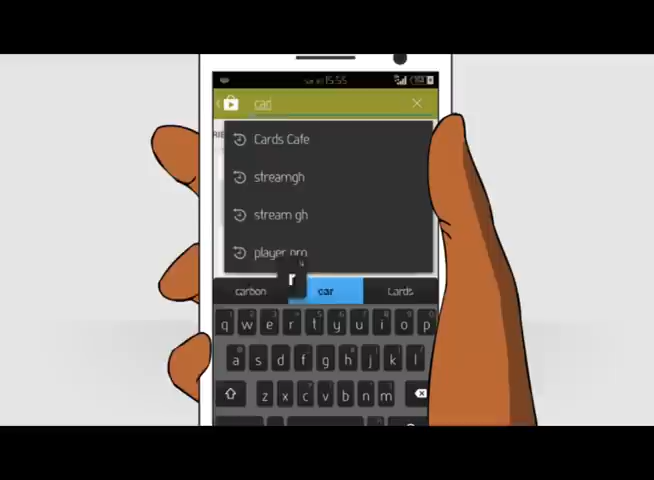 15:55
car
Cards Cafe
streamgh
stream gh
player pro
r
carbon car Cards
q w e r t y u i o p
a s d f g h j k l
z x c v b n m